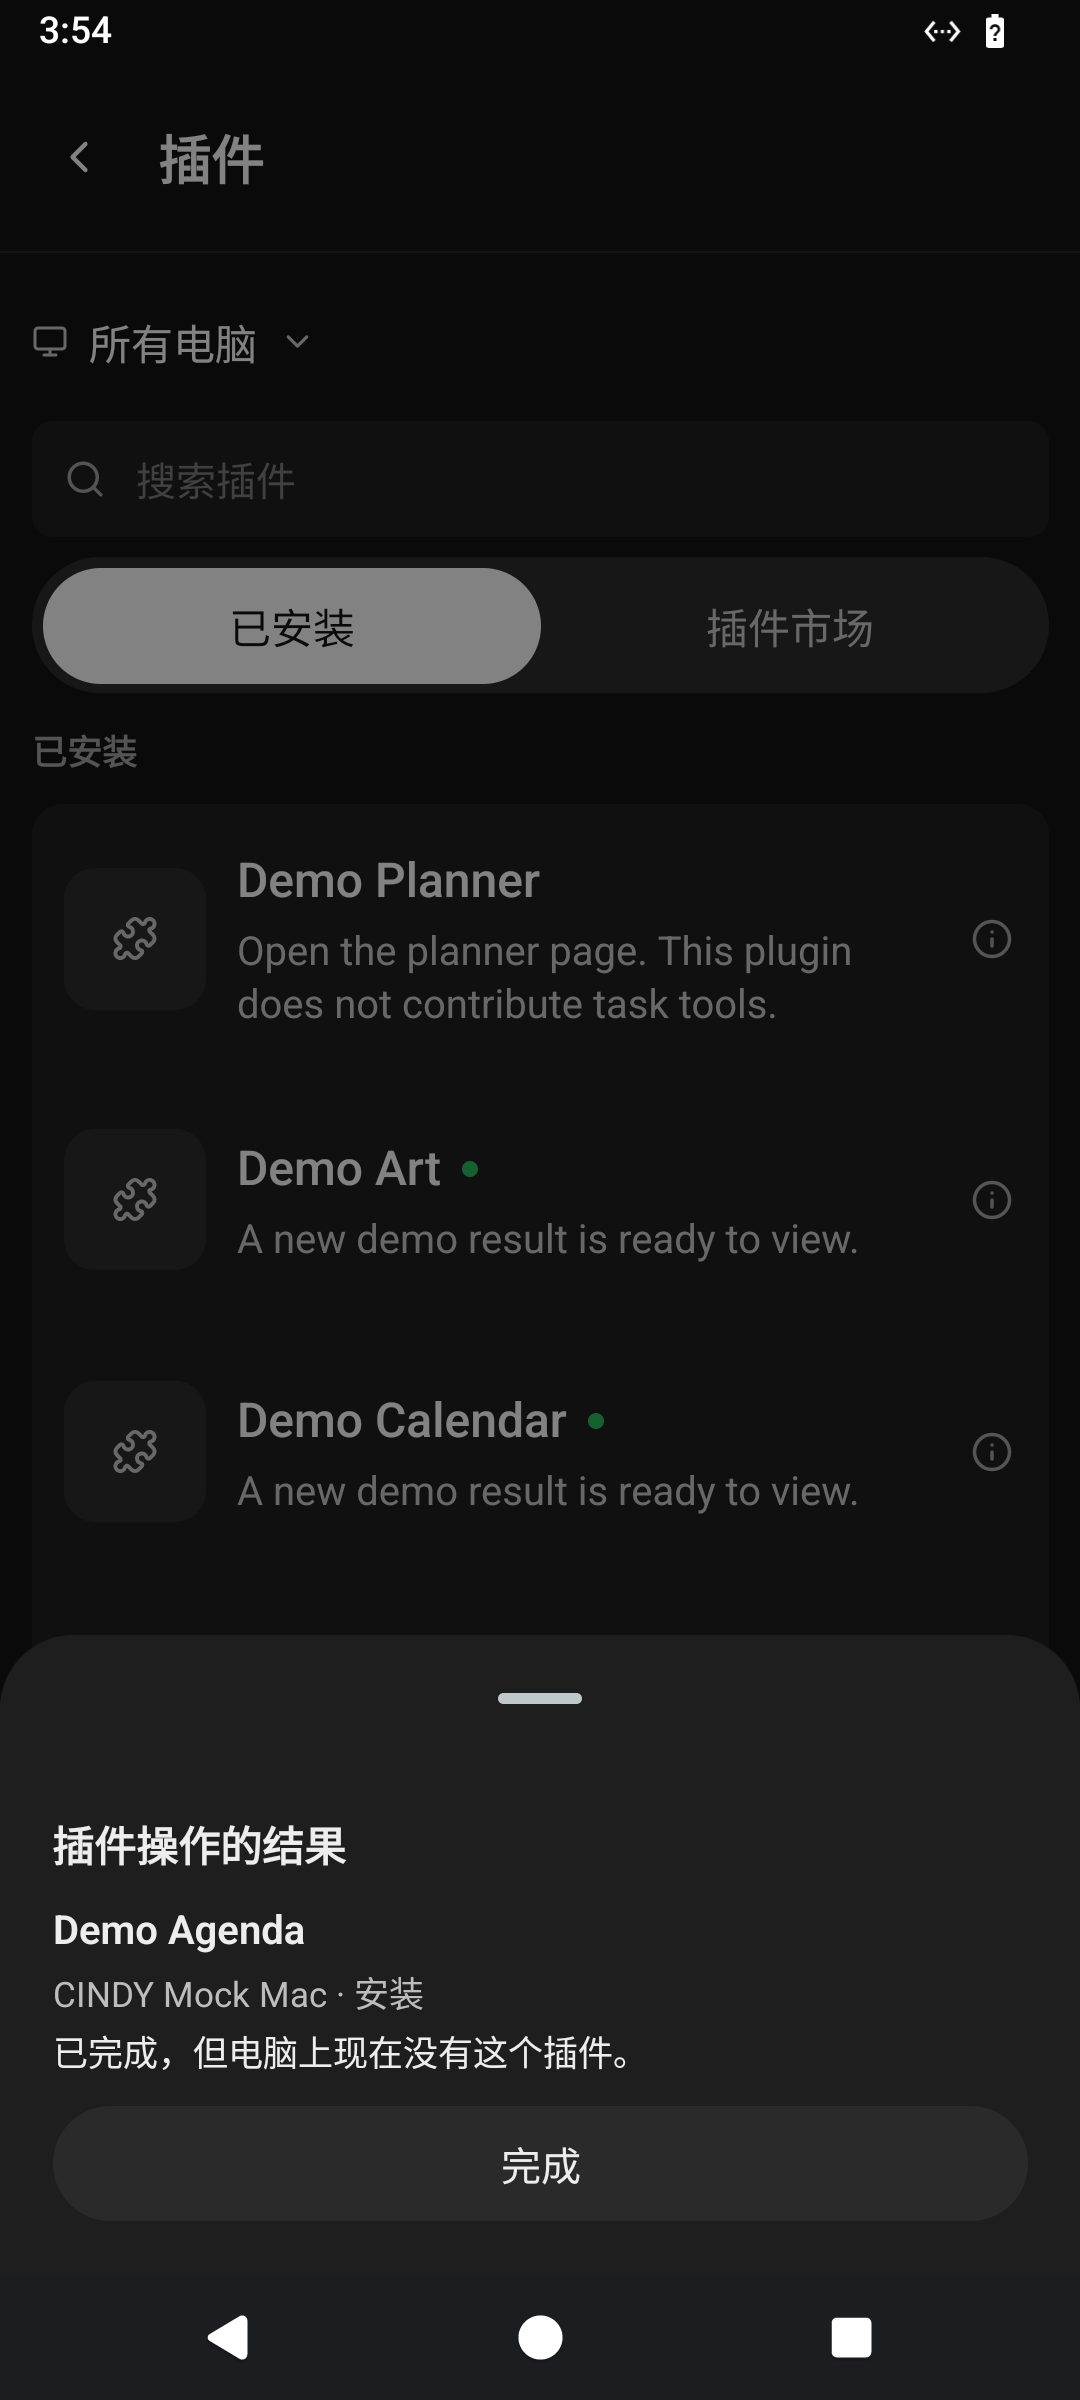 3:54
插件
所有电脑
搜索插件
已安装
插件市场
已安装
Demo Planner
Open the planner page. This plugin
does not contribute task tools.
Demo Art
A new demo result is ready to view.
Demo Calendar
A new demo result is ready to view.
插件操作的结果
Demo Agenda
CINDY Mock Mac · 安装
已完成，但电脑上现在没有这个插件。
完成